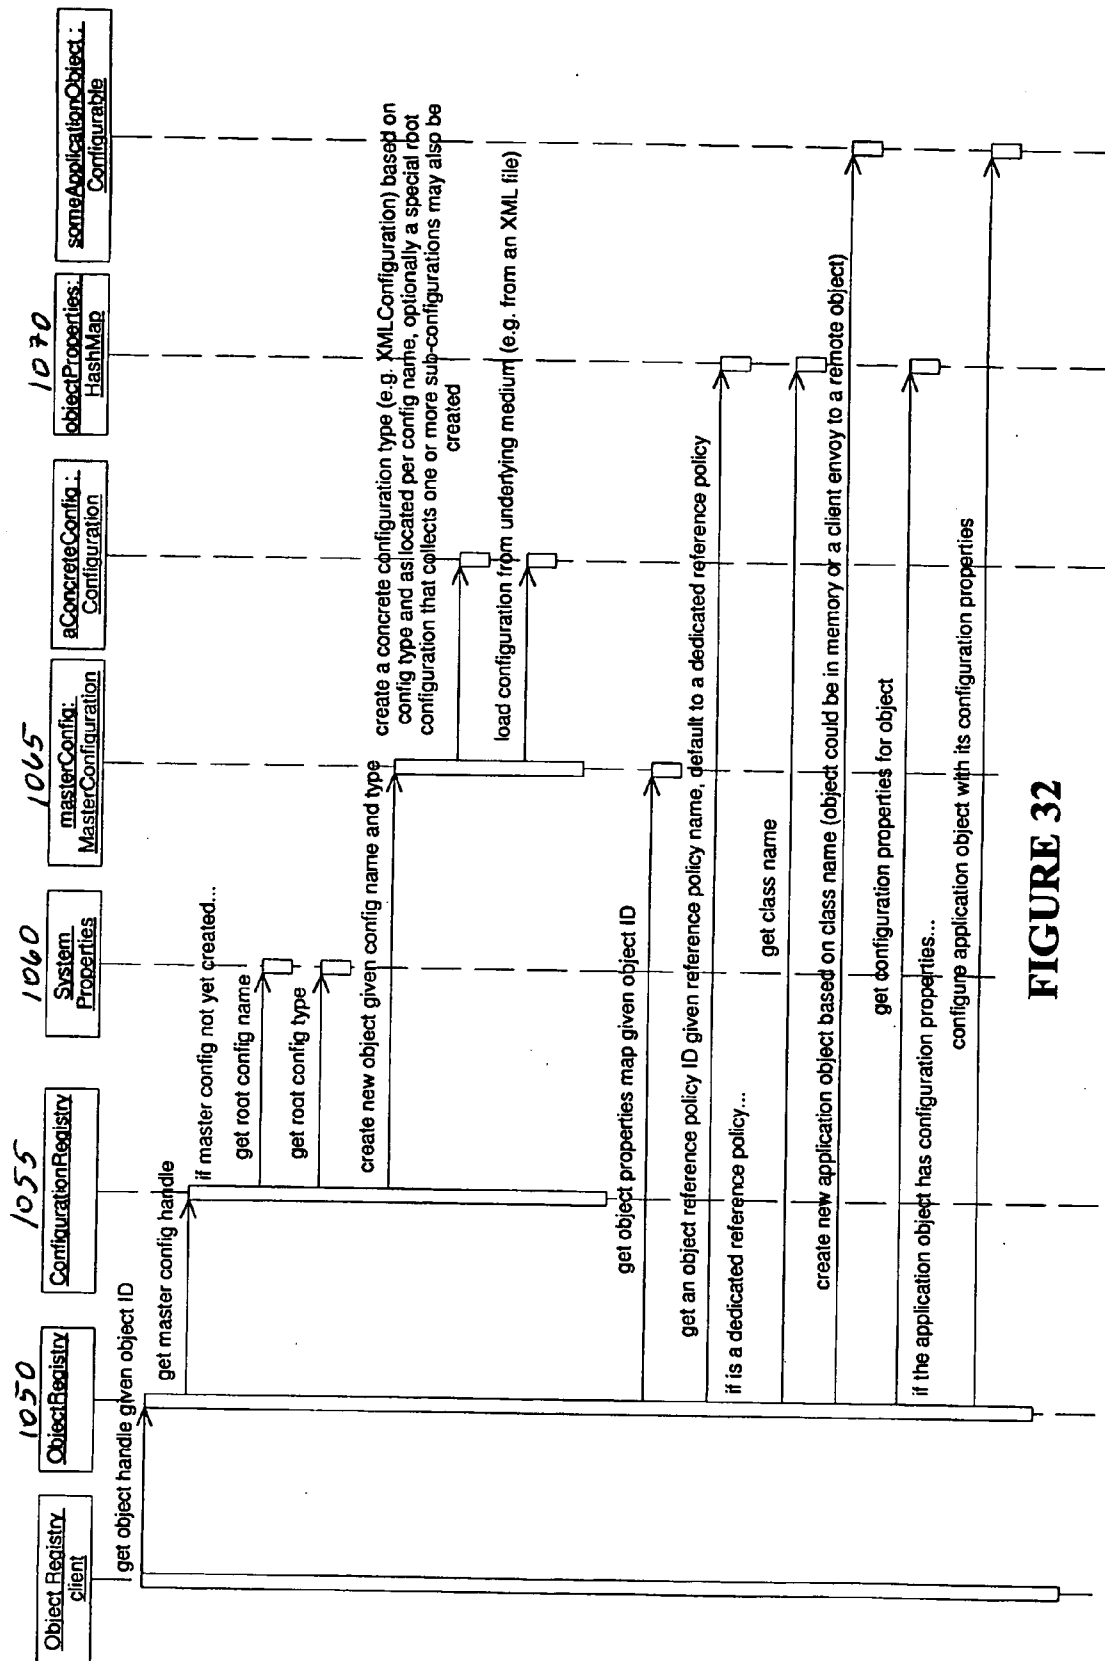 Object Registry
client
1050
ObjectRegistry
1055
ConfigurationRegistry
1060
System
Properties
1065
masterConfig:
MasterConfiguration
aConcreteConfig :
Configuration
1070
objectProperties:
HashMap
someApplicationObject :
Configurable
get object handle given object ID
get master config handle
if master config not yet created...
get root config name
get root config type
create new object given config name and type
create a concrete configuration type (e.g. XMLConfiguration) based on
config type and as located per config name, optionally a special root
configuration that collects one or more sub-configurations may also be
created
load configuration from underlying medium (e.g. from an XML file)
get object properties map given object ID
get an object reference policy ID given reference policy name, default to a dedicated reference policy
if is a dedicated reference policy...
get class name
create new application object based on class name (object could be in memory or a client envoy to a remote object)
get configuration properties for object
if the application object has configuration properties...
configure application object with its configuration properties
FIGURE 32